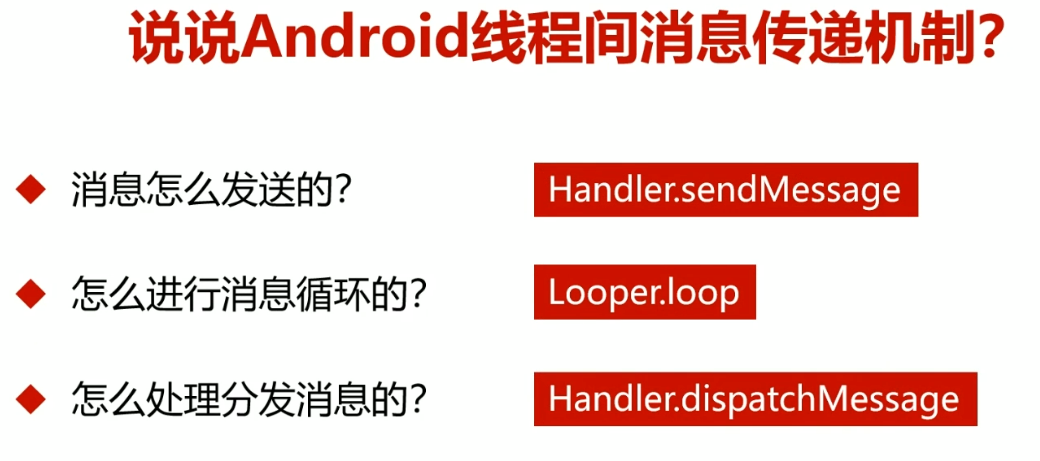 说说Android线程间消息传递机制?
消息怎么发送的?
Handler.sendMessage
怎么进行消息循环的?
Looper.loop
怎么处理分发消息的?
Handler.dispatchMessage